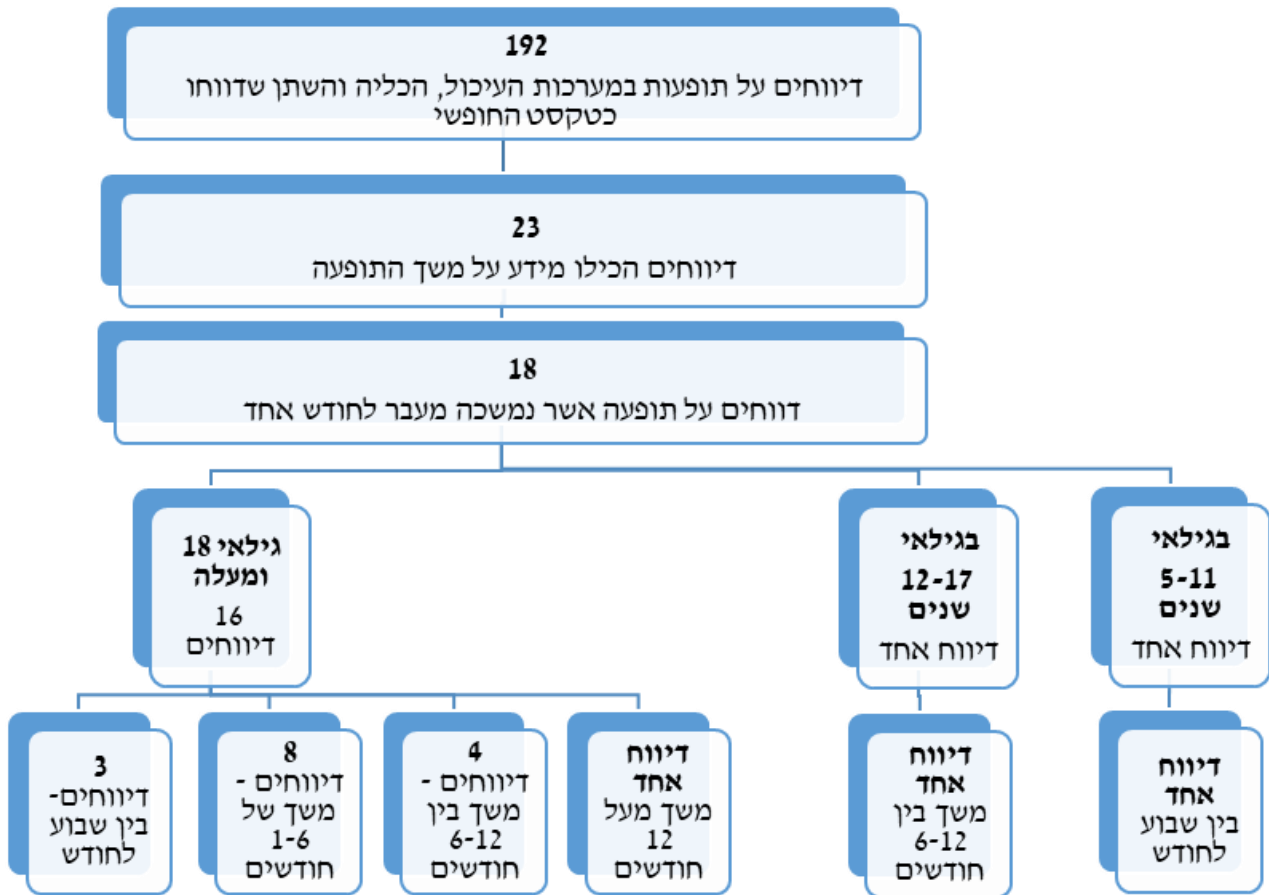 192
דיווחים על תופעות במערכות העיכול, הכליה והשתן שדווחו
כטקסט החופשי
23
דיווחים הכילו מידע על משך התופעה
18
דווחים על תופעה אשר נמשכה מעבר לחודש אחד
בגילאי
5-11
שנים
דיווח אחד
בגילאי
12-17
שנים
דיווח אחד
גילאי 18
ומעלה
16
דיווחים
דיווח
אחד
בין שבוע
לחודש
דיווח
אחד
משך בין
6-12
חודשים
דיווח
אחד
משך מעל
12
חודשים
4
דיווחים -
משך בין
6-12
חודשים
8
דיווחים -
משך של
1-6
חודשים
3
דיווחים-
בין שבוע
לחודש